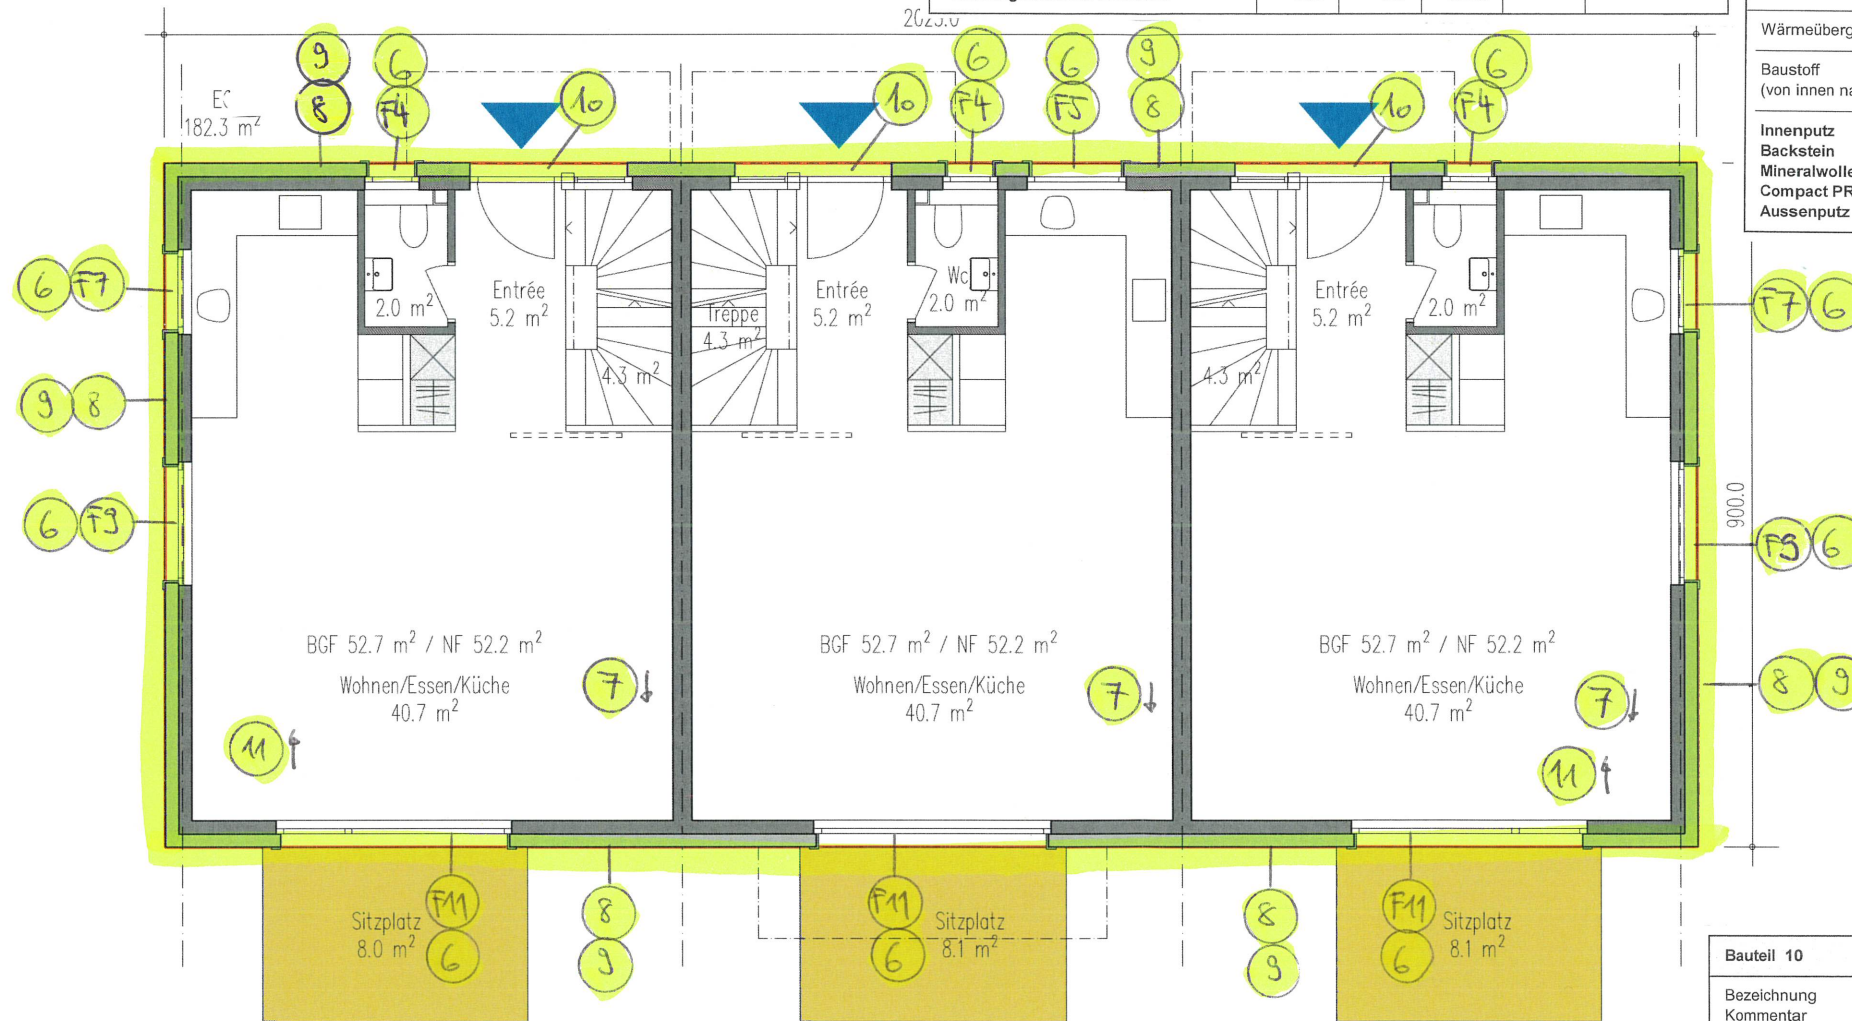 9
6
6
6
9
6
8
F4
10
10
F4
F5
8
10
F4
182.3 m²
Wärmeüberg
Baustoff
(von innen na
Innenputz
Backstein
Mineralwolle
Compact PR
Aussenputz
6 F7
2.0 m²
Entrée
5.2 m²
4.3 m²
Treppe
4.3 m²
Entrée
5.2 m²
Wc
2.0 m²
4.3 m²
Entrée
5.2 m²
2.0 m²
F7 6
9 8
6 F9
900.0
F9 6
BGF 52.7 m² / NF 52.2 m²
Wohnen/Essen/Küche
40.7 m²
7
11
BGF 52.7 m² / NF 52.2 m²
Wohnen/Essen/Küche
40.7 m²
7
BGF 52.7 m² / NF 52.2 m²
Wohnen/Essen/Küche
40.7 m²
7
11
8 9
Sitzplatz
8.0 m²
F11
6
8
9
F11
6
Sitzplatz
8.1 m²
8
9
F11
6
Sitzplatz
8.1 m²
Bauteil 10
Bezeichnung
Kommentar